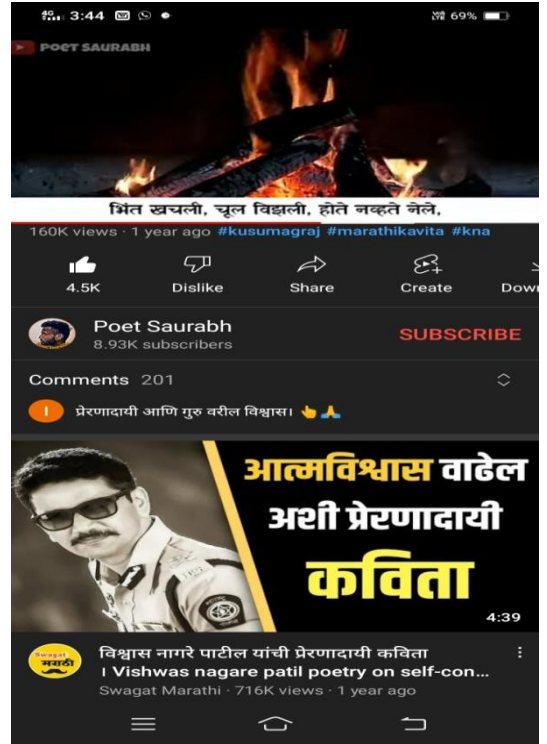 4G 3:44 69%
POET SAURABH
भिंत खचली, चूल विझली, होते नव्हते नेले,
160K views · 1 year ago #kusumagraj #marathikavita #kna
4.5K Dislike Share Create Down
Poet Saurabh
8.93K subscribers
SUBSCRIBE
Comments 201
I प्रेरणादायी आणि गुरु वरील विश्वास। 👆🙏
आत्मविश्वास वाढेल
अशी प्रेरणादायी
कविता
4:39
Swagat
मराठी
विश्वास नागरे पाटील यांची प्रेरणादायी कविता
। Vishwas nagare patil poetry on self-con...
Swagat Marathi · 716K views · 1 year ago